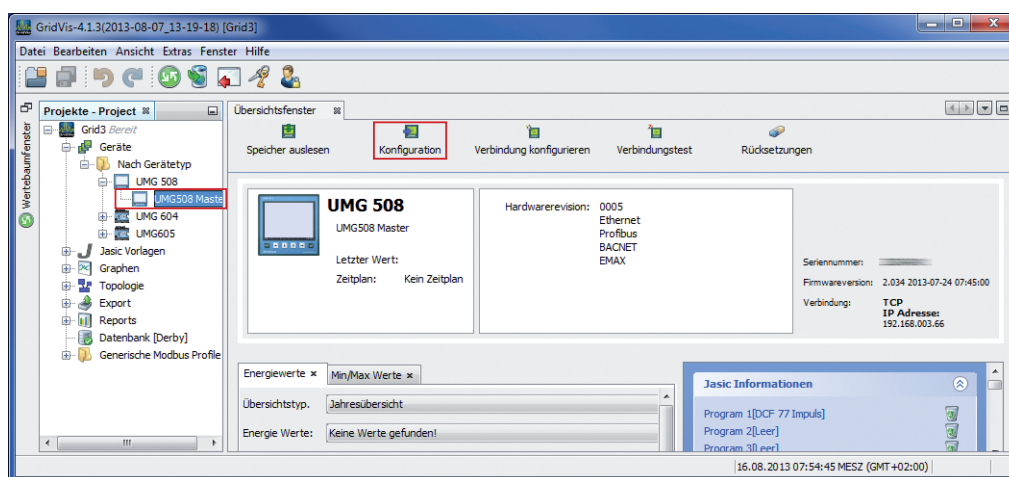 GridVis-4.1.3(2013-08-07_13-19-18) [Grid3]
Datei Bearbeiten Ansicht Extras Fenster Hilfe
Wertebaumfenster
Projekte - Project
Grid3 Bereit
Geräte
Nach Gerätetyp
UMG 508
UMG508 Maste
UMG 604
UMG605
Jasic Vorlagen
Graphen
Topologie
Export
Reports
Datenbank [Derby]
Generische Modbus Profile
Übersichtsfenster
Speicher auslesen
Konfiguration
Verbindung konfigurieren
Verbindungstest
Rücksetzungen
UMG 508
UMG508 Master
Letzter Wert:
Zeitplan: Kein Zeitplan
Hardwarerevision: 0005
Ethernet
Profibus
BACNET
EMAX
Seriennummer:
Firmwareversion: 2.034 2013-07-24 07:45:00
Verbindung: TCP
IP Adresse:
192.168.003.66
Energiewerte
Min/Max Werte
Übersichtstyp. Jahresübersicht
Energie Werte: Keine Werte gefunden!
Jasic Informationen
Program 1[DCF 77 Impuls]
Program 2[Leer]
Program 3[Leer]
16.08.2013 07:54:45 MESZ (GMT+02:00)